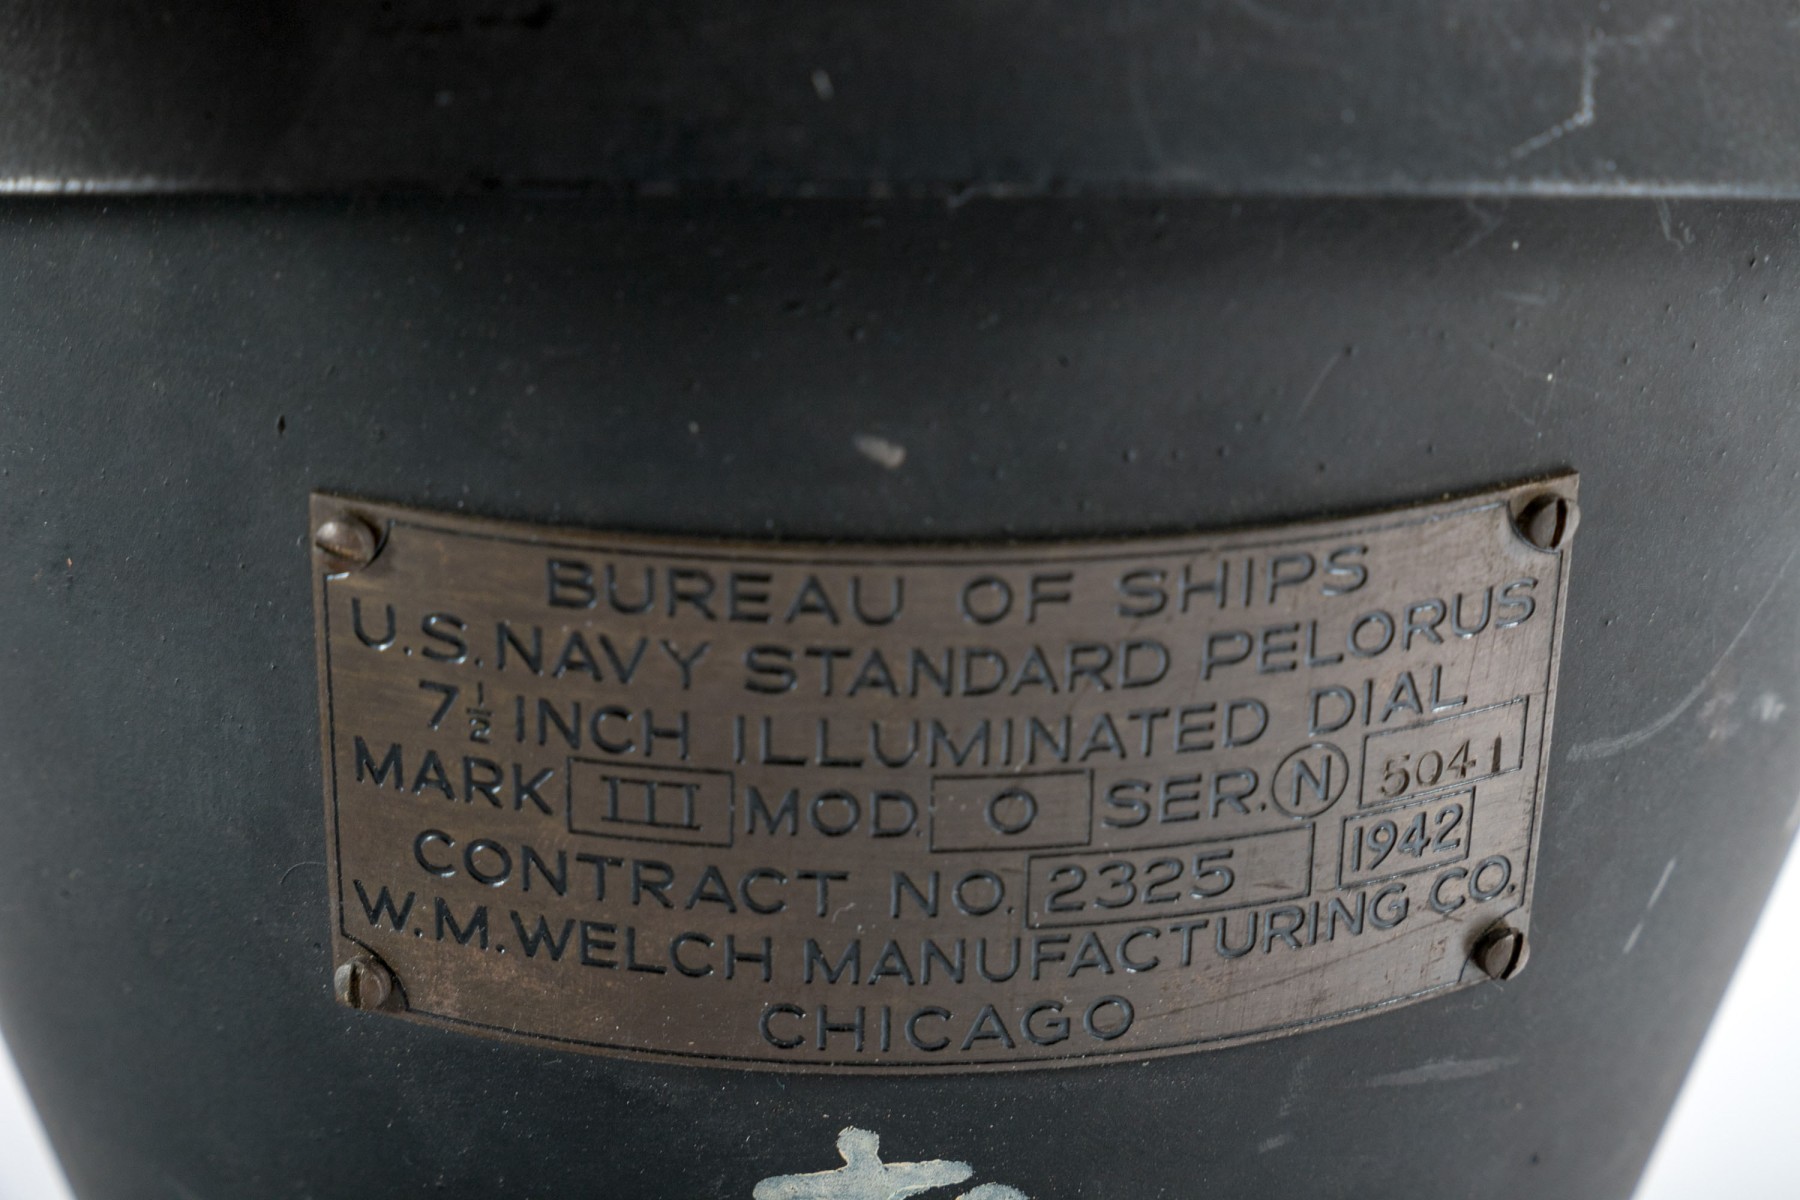 BUREAU OF SHIPS
U.S. NAVY STANDARD PELORUS
7½ INCH ILLUMINATED DIAL
MARK III MOD. O SER. N 5041
CONTRACT NO. 2325 1942
W.M. WELCH MANUFACTURING CO.
CHICAGO